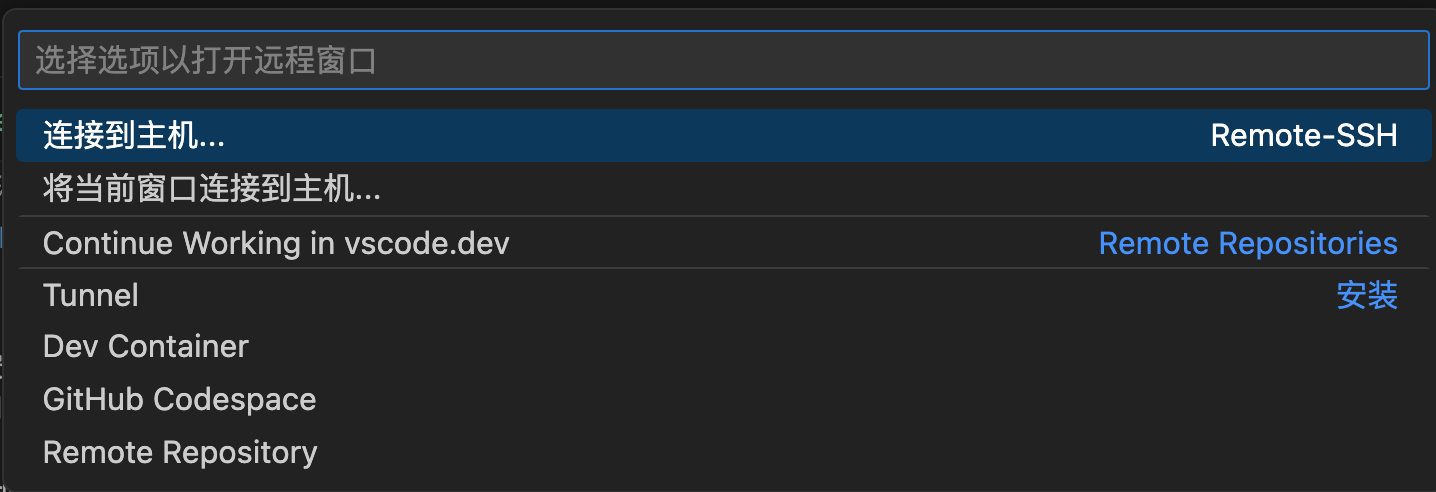 选择选项以打开远程窗口
连接到主机... Remote-SSH
将当前窗口连接到主机...
Continue Working in vscode.dev Remote Repositories
Tunnel 安装
Dev Container
GitHub Codespace
Remote Repository